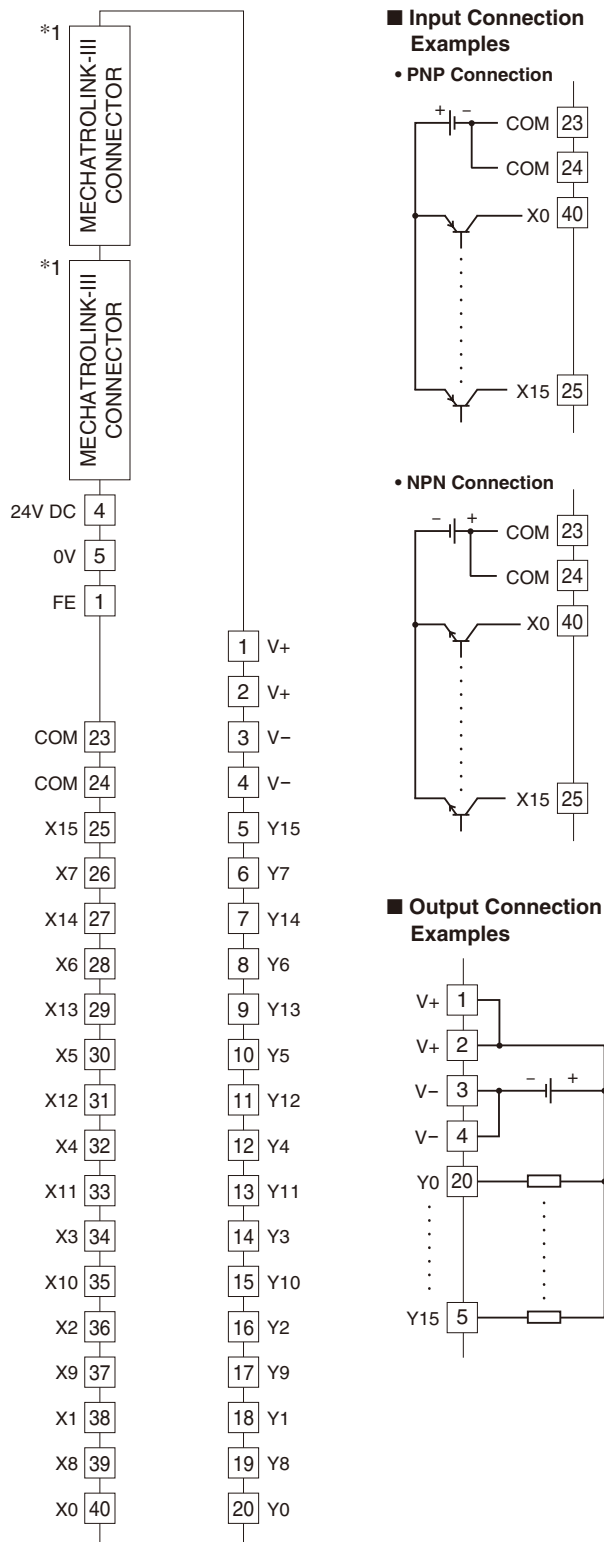 *1
MECHATROLINK-III
CONNECTOR
*1
MECHATROLINK-III
CONNECTOR
24V DC 4
0V 5
FE 1
COM 23
COM 24
X15 25
X7 26
X14 27
X6 28
X13 29
X5 30
X12 31
X4 32
X11 33
X3 34
X10 35
X2 36
X9 37
X1 38
X8 39
X0 40
1 V+
2 V+
3 V−
4 V−
5 Y15
6 Y7
7 Y14
8 Y6
9 Y13
10 Y5
11 Y12
12 Y4
13 Y11
14 Y3
15 Y10
16 Y2
17 Y9
18 Y1
19 Y8
20 Y0
■ Input Connection
Examples
• PNP Connection
+ −
COM 23
COM 24
X0 40
X15 25
• NPN Connection
− +
COM 23
COM 24
X0 40
X15 25
■ Output Connection
Examples
V+ 1
V+ 2
V− 3
− +
V− 4
Y0 20
Y15 5